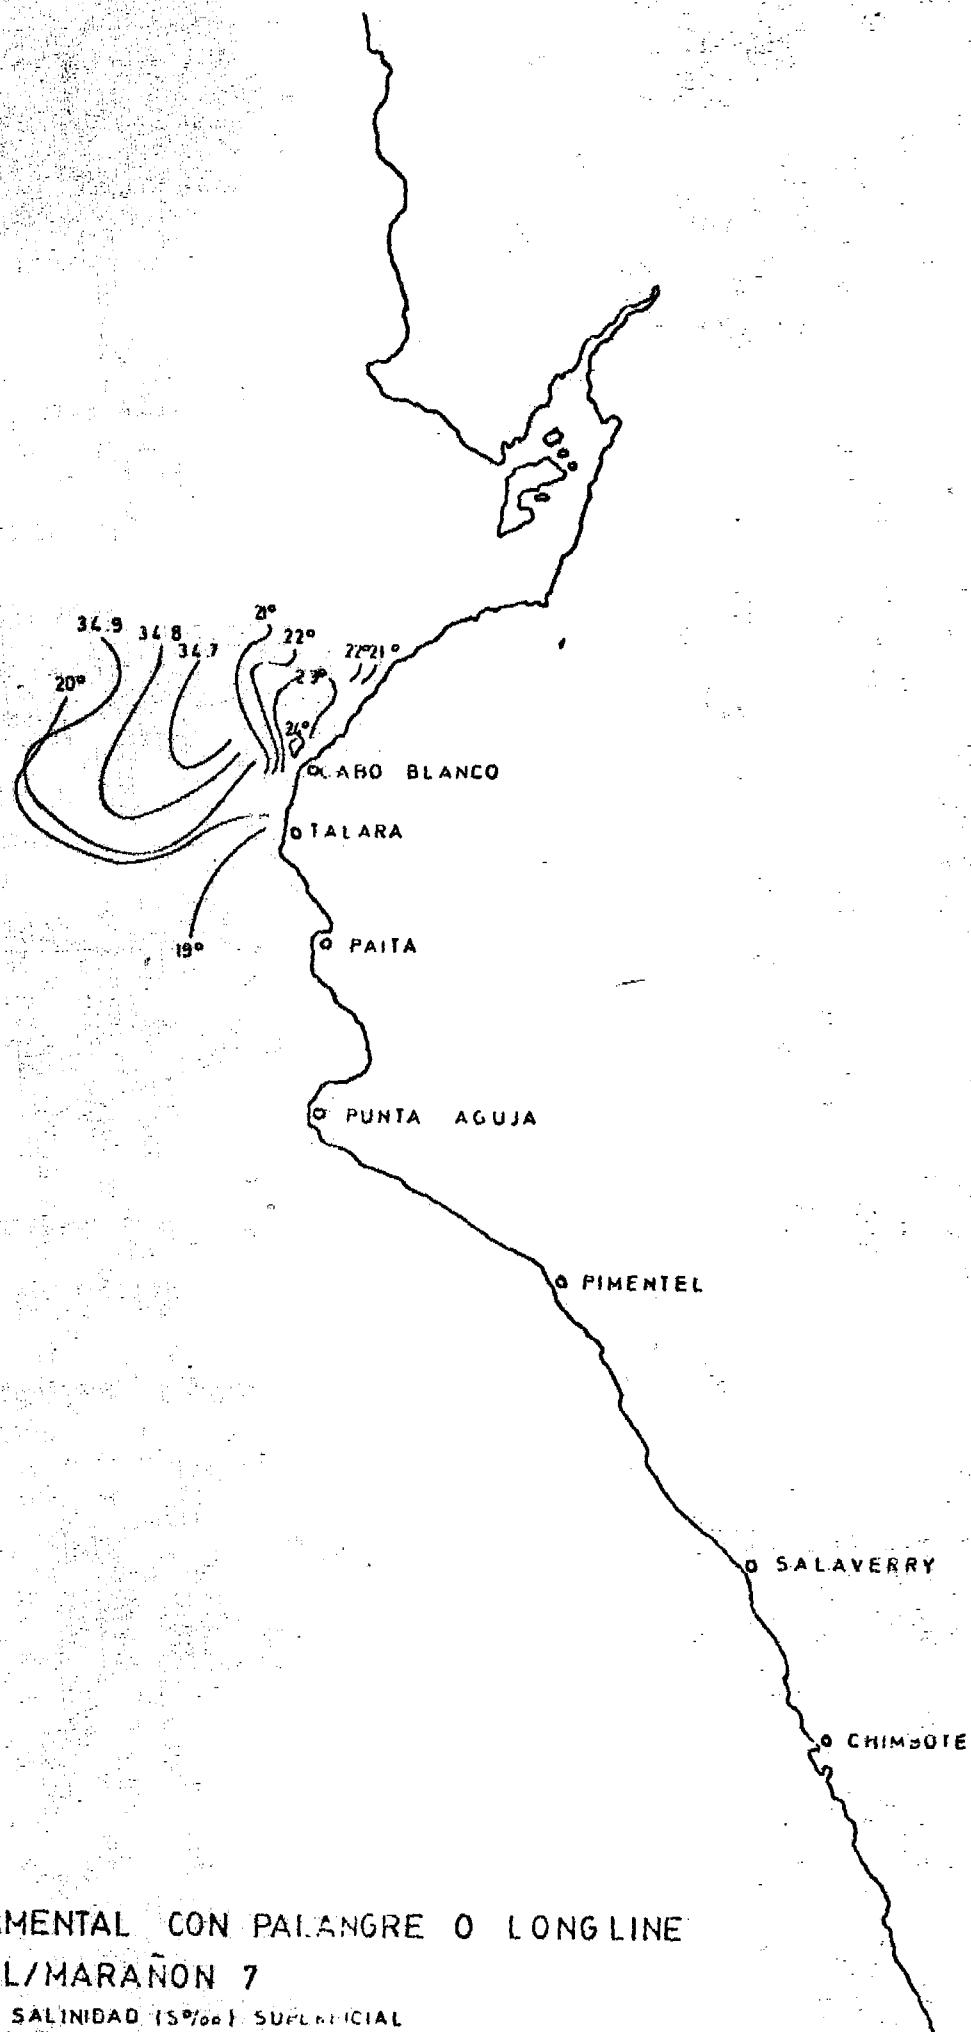 21°
34.9
34.8
22°
34.7
22° 21°
23°
20°
24°
CABO BLANCO
TALARA
19°
PAITA
PUNTA AGUJA
PIMENTEL
SALAVERRY
CHIMBOTE
MENTAL CON PALANGRE O LONGLINE
L/MARAÑON 7
SALINIDAD (S‰) SUPERFICIAL